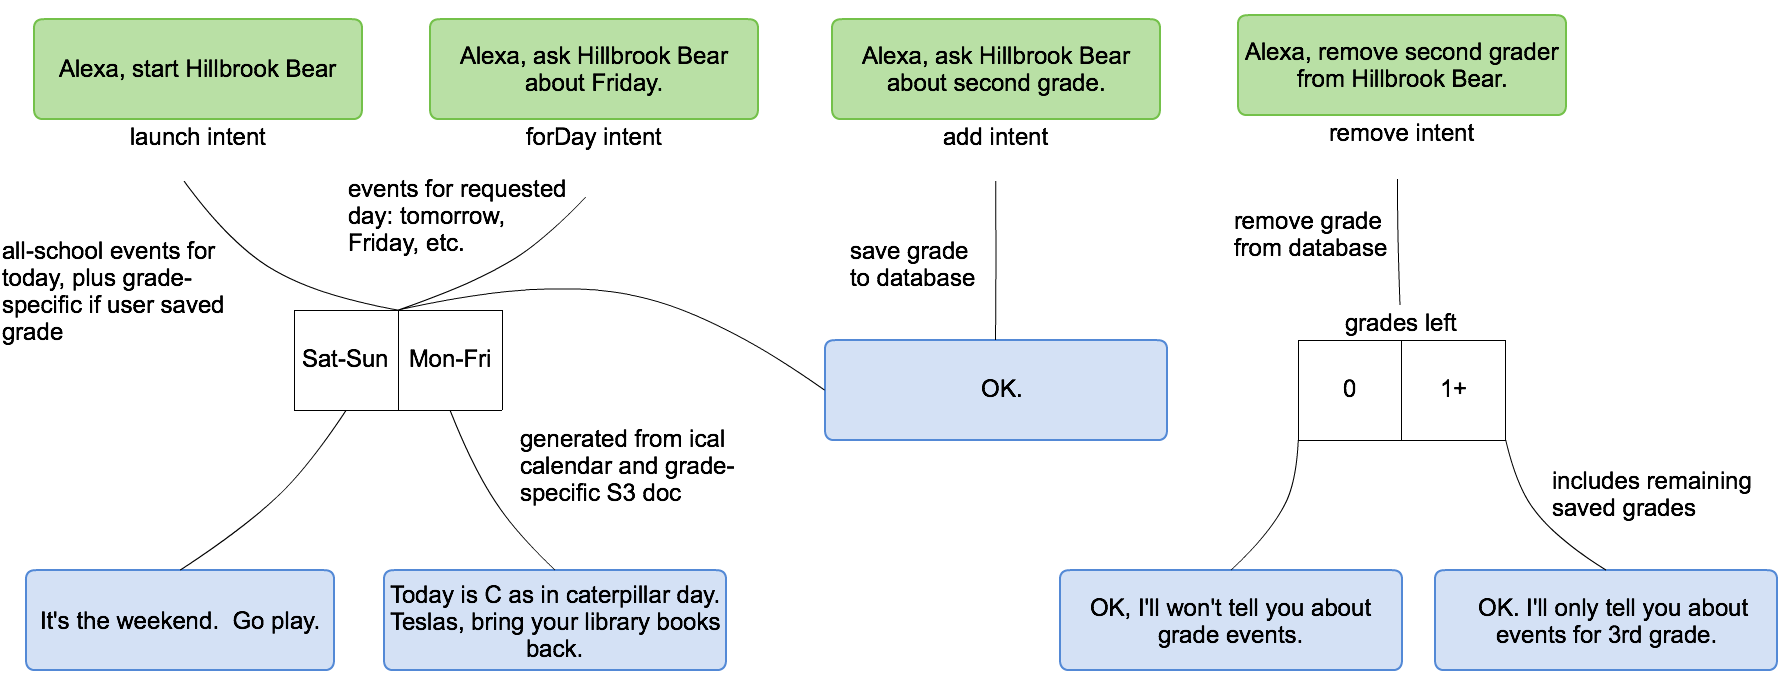 Alexa, start Hillbrook Bear
launch intent
Alexa, ask Hillbrook Bear
about Friday.
forDay intent
Alexa, ask Hillbrook Bear
about second grade.
add intent
Alexa, remove second grader
from Hillbrook Bear.
remove intent
all-school events for
today, plus grade-
specific if user saved
grade
events for requested
day: tomorrow,
Friday, etc.
save grade
to database
remove grade
from database
Sat-Sun
Mon-Fri
OK.
grades left
0
1+
generated from ical
calendar and grade-
specific S3 doc
includes remaining
saved grades
It's the weekend.  Go play.
Today is C as in caterpillar day.
Teslas, bring your library books
back.
OK, I'll won't tell you about
grade events.
OK. I'll only tell you about
events for 3rd grade.